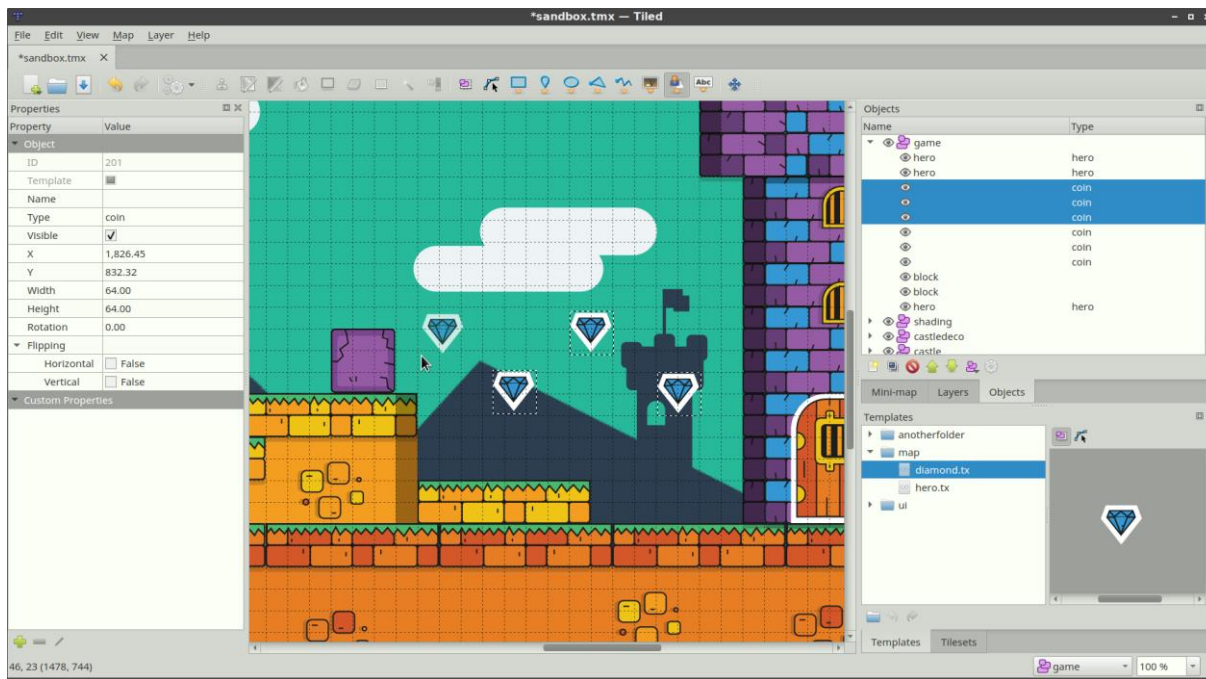 *sandbox.tmx — Tiled
File Edit View Map Layer Help
*sandbox.tmx
Abc
Properties
Property Value
Object
ID 201
Template
Name
Type coin
Visible
X 1,826.45
Y 832.32
Width 64.00
Height 64.00
Rotation 0.00
Flipping
Horizontal False
Vertical False
Custom Properties
Objects
Name Type
game
hero hero
hero hero
coin
coin
coin
coin
coin
coin
block
block
hero hero
shading
castledeco
castle
Mini-map Layers Objects
Templates
anotherfolder
map
diamond.tx
hero.tx
ui
Templates Tilesets
46, 23 (1478, 744)
game 100 %